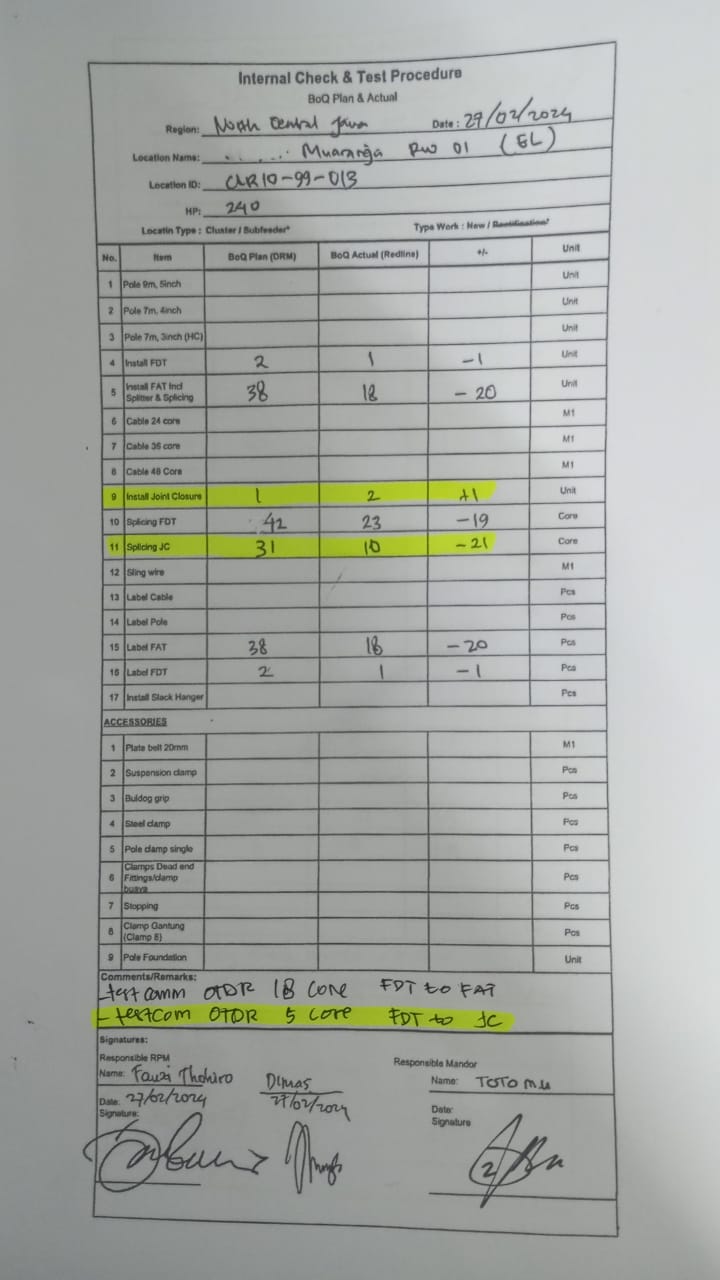 Internal Check & Test Procedure
BoQ Plan & Actual
Region: North Central Java Date : 27/02/2024
Location Name: ....... Muarareja RW 01 (EL)
Location ID: CLR10-99-013
HP: 240
Locatin Type : Cluster / Subfeeder* Type Work : New / Rectification*
No. Item BoQ Plan (DRM) BoQ Actual (Redline) +/- Unit
1 Pole 9m, 5inch Unit
2 Pole 7m, 4inch Unit
3 Pole 7m, 3inch (HC) Unit
4 Install FDT 2 1 -1 Unit
5 Install FAT Incl Splitter & Splicing 38 18 - 20 Unit
6 Cable 24 core M1
7 Cable 36 core M1
8 Cable 48 Core M1
9 Install Joint Closure 1 2 +1 Unit
10 Splicing FDT 42 23 -19 Core
11 Splicing JC 31 10 -21 Core
12 Sling wire M1
13 Label Cable Pcs
14 Label Pole Pcs
15 Label FAT 38 18 -20 Pcs
16 Label FDT 2 1 -1 Pcs
17 Install Slack Hanger Pcs
ACCESSORIES
1 Plate belt 20mm M1
2 Suspension clamp Pcs
3 Buldog grip Pcs
4 Steel clamp Pcs
5 Pole clamp single Pcs
6 Clamps Dead end Fittings/clamp buaya Pcs
7 Stopping Pcs
8 Clamp Gantung (Clamp 8) Pcs
9 Pole Foundation Unit
Comments/Remarks:
- test comm OTDR 18 core FDT to FAT
- testcom OTDR 5 core FDT to JC
Signatures:
Responsible RPM Responsible Mandor
Name: Fauzi Thohiro Dimas Name: TOTO M.U
Date: 27/02/2024 27/02/2024 Date:
Signature: Signature